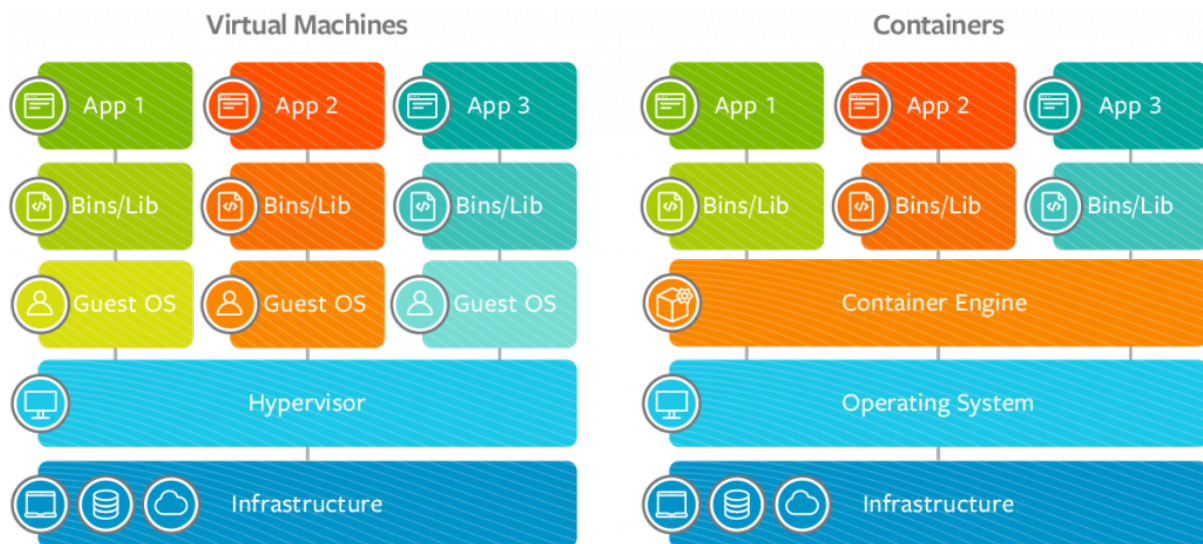 Virtual Machines
App 1
App 2
App 3
Bins/Lib
Bins/Lib
Bins/Lib
Guest OS
Guest OS
Guest OS
Hypervisor
Infrastructure
Containers
App 1
App 2
App 3
Bins/Lib
Bins/Lib
Bins/Lib
Container Engine
Operating System
Infrastructure